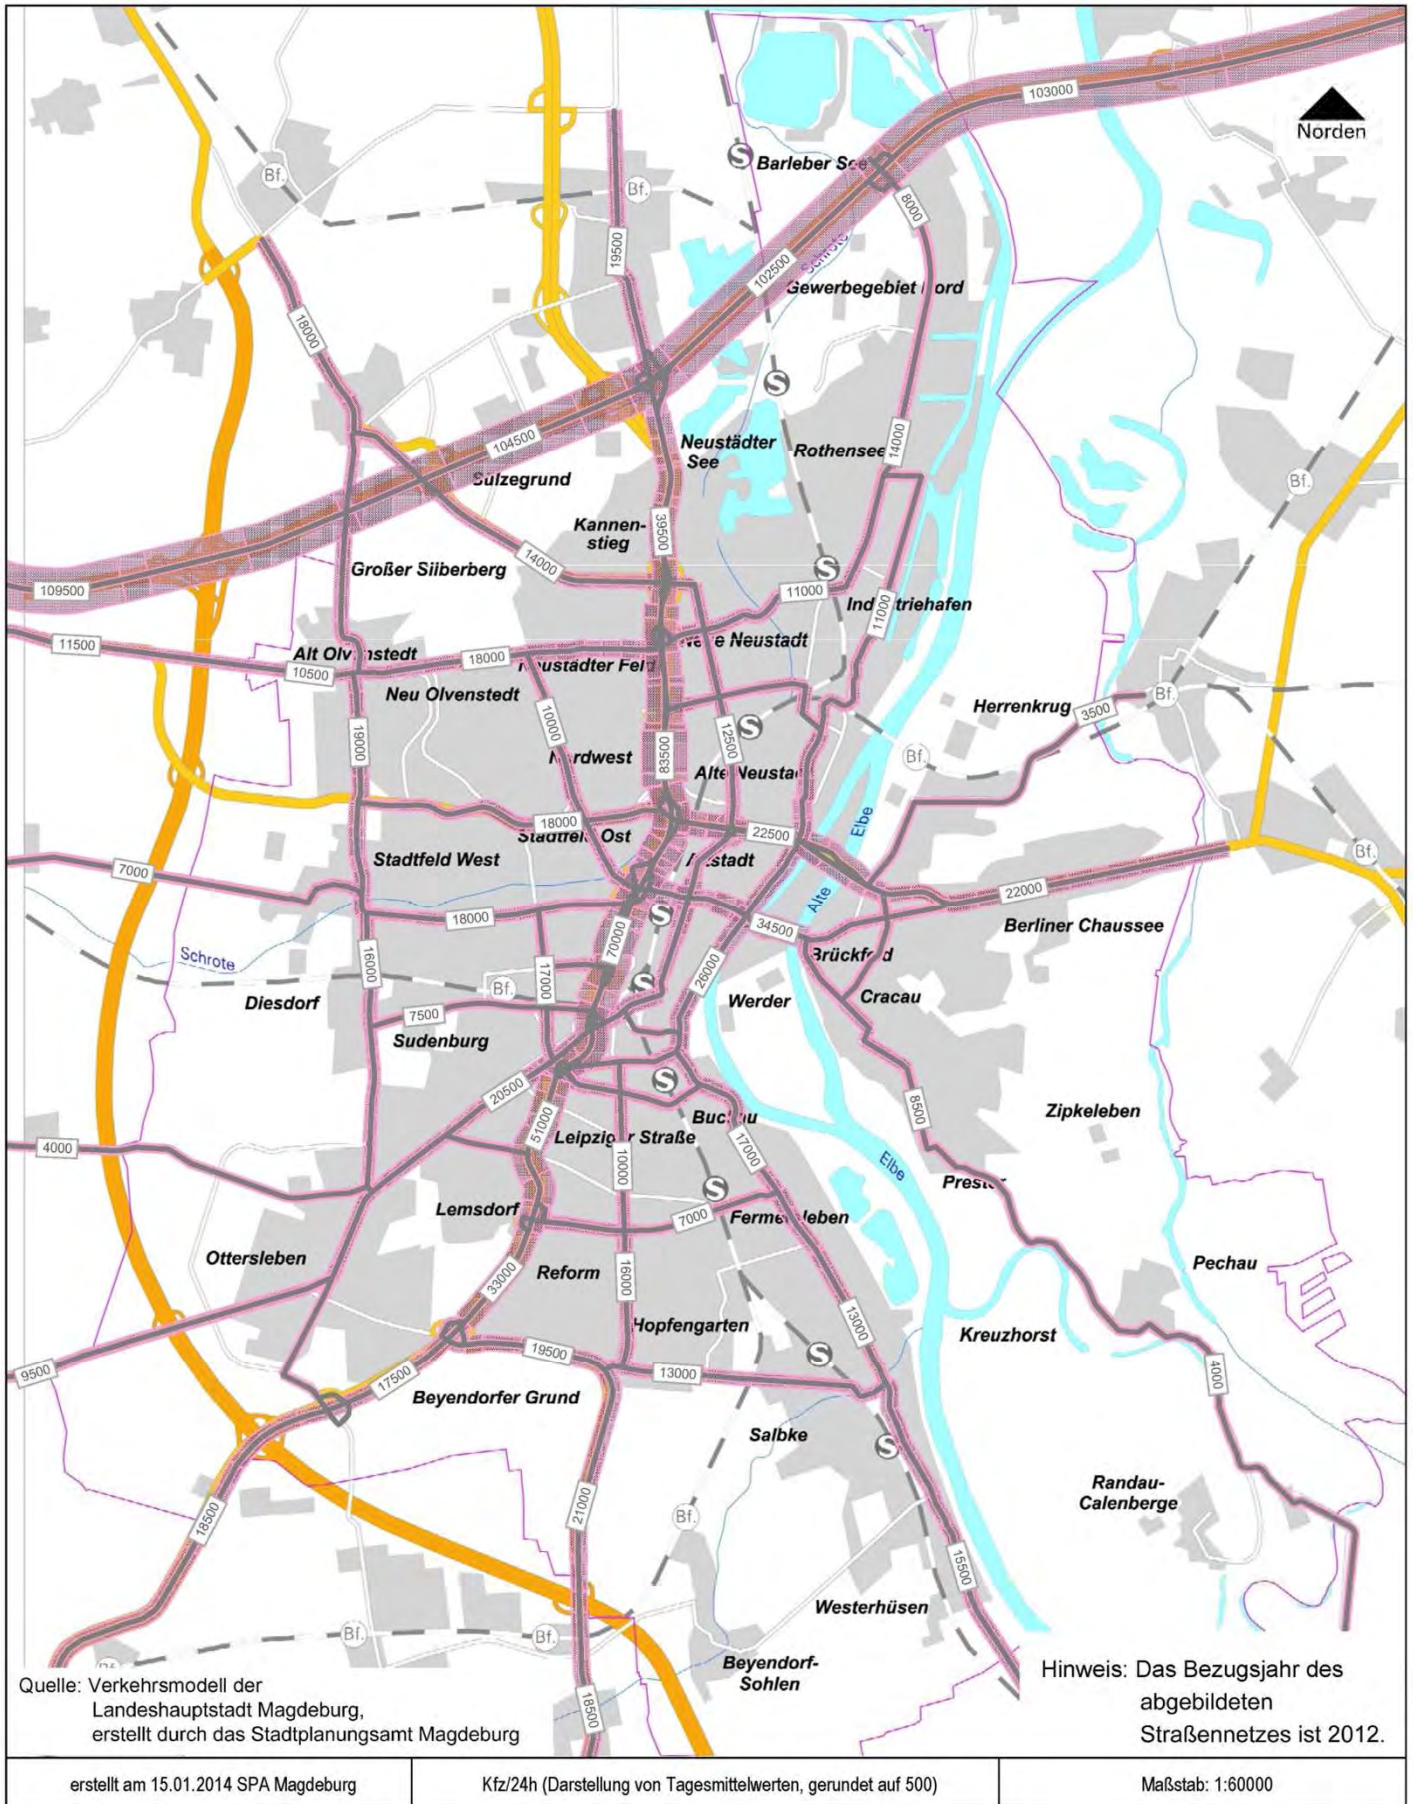 103000
Norden
Bf.
S
Barleber See
Bf.
8000
19500
Schrote
102500
Gewerbegebiet Nord
18000
S
104500
Neustädter
See
Rothensee
14000
Sülzegrund
Bf.
Kannen-
stieg
39500
14000
Großer Silberberg
S
109500
11000
Industriehafen
11000
11500
Alt Olvenstedt
18000
Neue Neustadt
10500
Neustädter Feld
Neu Olvenstedt
Bf.
Herrenkrug
3500
10000
12500
S
19000
Nordwest
83500
Alte Neustadt
Bf.
18000
Stadtfeld Ost
22500
Elbe
Stadtfeld West
Altstadt
Bf.
7000
22000
Alte
18000
S
34500
Berliner Chaussee
70000
Schrote
16000
17000
26000
Brückfeld
Bf.
S
Werder
Cracau
Diesdorf
7500
Sudenburg
20500
S
8500
Zipkeleben
51000
Buckau
Leipziger Straße
17000
4000
10000
Elbe
S
Prester
Lemsdorf
7000
Fermersleben
Ottersleben
Reform
33000
16000
Pechau
Hopfengarten
13000
Kreuzhorst
19500
S
9500
17500
13000
4000
Beyendorfer Grund
Salbke
S
Randau-
Calenberge
18500
21000
Bf.
15500
Westerhüsen
Bf.
Bf.
Beyendorf-
Sohlen
Bf.
18500
Quelle: Verkehrsmodell der
Landeshauptstadt Magdeburg,
erstellt durch das Stadtplanungsamt Magdeburg
Hinweis: Das Bezugsjahr des
abgebildeten
Straßennetzes ist 2012.
erstellt am 15.01.2014 SPA Magdeburg
Kfz/24h (Darstellung von Tagesmittelwerten, gerundet auf 500)
Maßstab: 1:60000